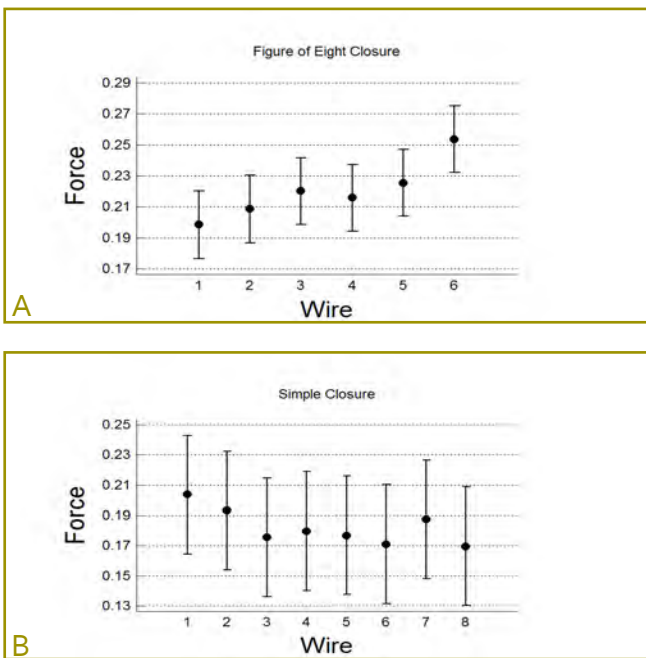 Figure of Eight Closure
0.29
0.27
0.25
0.23
0.21
0.19
0.17
Force
1 2 3 4 5 6
Wire
A
Simple Closure
0.25
0.23
0.21
0.19
0.17
0.15
0.13
Force
1 2 3 4 5 6 7 8
Wire
B